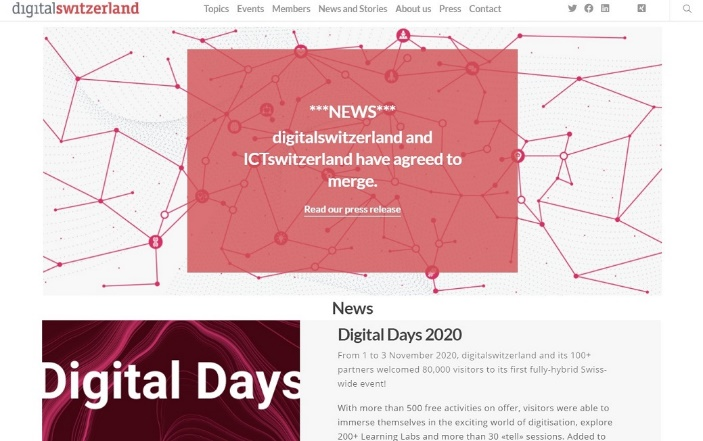 digitalswitzerland
Topics Events Members News and Stories About us Press Contact
***NEWS***
digitalswitzerland and
ICTswitzerland have agreed to
merge.
Read our press release
News
Digital Days
Digital Days 2020
From 1 to 3 November 2020, digitalswitzerland and its 100+
partners welcomed 80,000 visitors to its first fully-hybrid Swiss-
wide event!
With more than 500 free activities on offer, visitors were able to
immerse themselves in the exciting world of digitisation, explore
200+ Learning Labs and more than 30 «tell» sessions. Added to